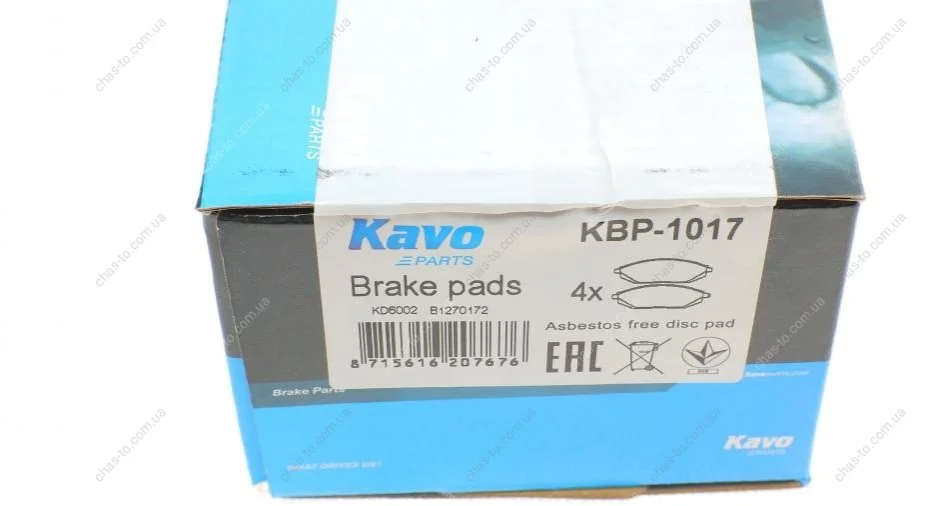 PARTS
Kavo
PARTS
KBP-1017
Brake pads
4x
KD6002 B1270172
Asbestos free disc pad
8 715616 207676
EAC
Brake Parts
Kavo
PARTS
WHAT DRIVES US!
chas-to.com.ua